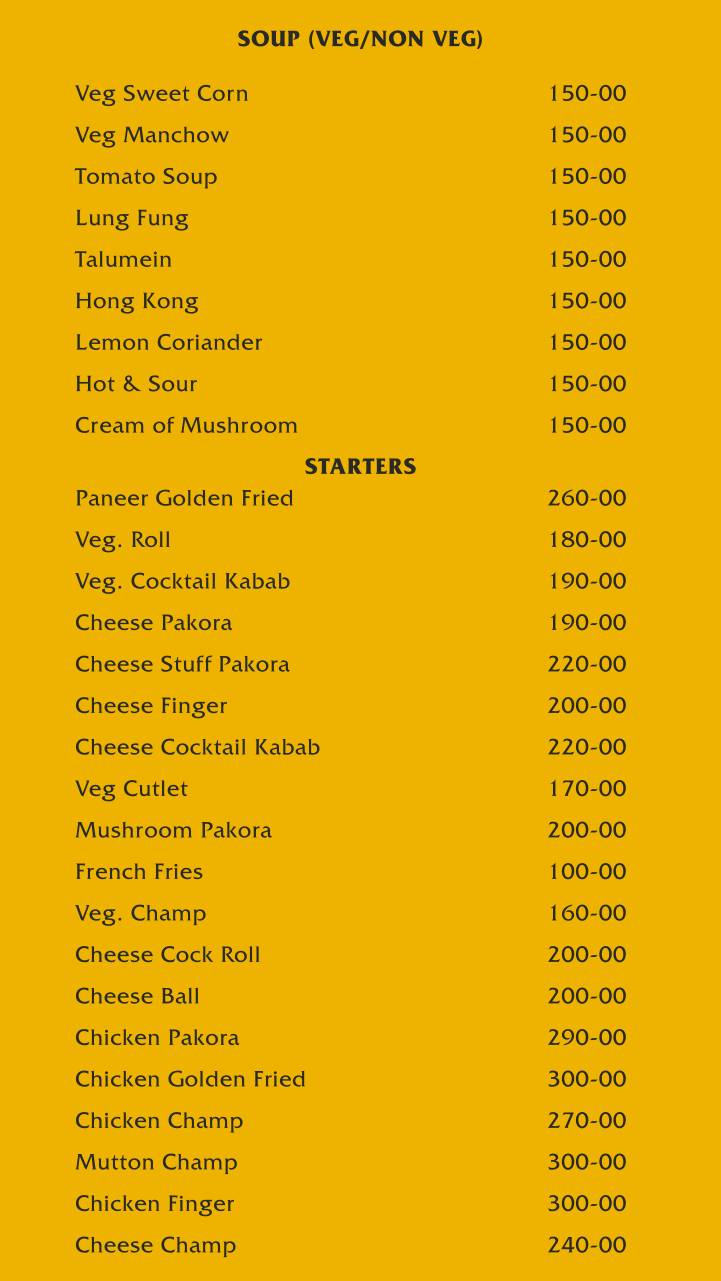 SOUP (VEG/NON VEG)
Veg Sweet Corn 150-00
Veg Manchow 150-00
Tomato Soup 150-00
Lung Fung 150-00
Talumein 150-00
Hong Kong 150-00
Lemon Coriander 150-00
Hot & Sour 150-00
Cream of Mushroom 150-00
STARTERS
Paneer Golden Fried 260-00
Veg. Roll 180-00
Veg. Cocktail Kabab 190-00
Cheese Pakora 190-00
Cheese Stuff Pakora 220-00
Cheese Finger 200-00
Cheese Cocktail Kabab 220-00
Veg Cutlet 170-00
Mushroom Pakora 200-00
French Fries 100-00
Veg. Champ 160-00
Cheese Cock Roll 200-00
Cheese Ball 200-00
Chicken Pakora 290-00
Chicken Golden Fried 300-00
Chicken Champ 270-00
Mutton Champ 300-00
Chicken Finger 300-00
Cheese Champ 240-00